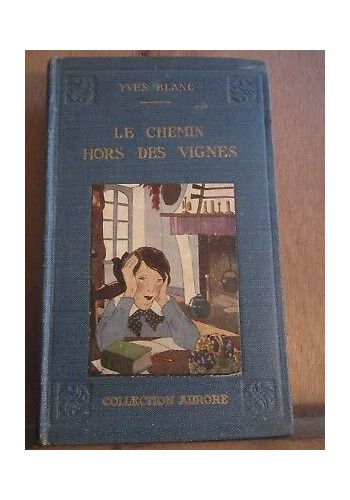 YVES BLANC
LE CHEMIN
HORS DES VIGNES
COLLECTION AURORE